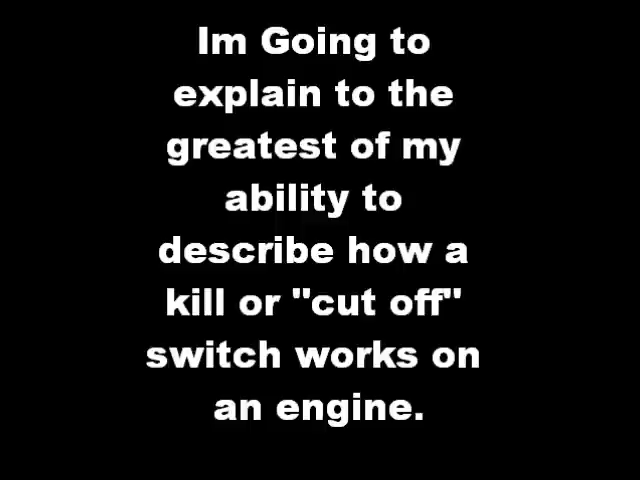 Im Going to
explain to the
greatest of my
ability to
describe how a
kill or "cut off"
switch works on
an engine.